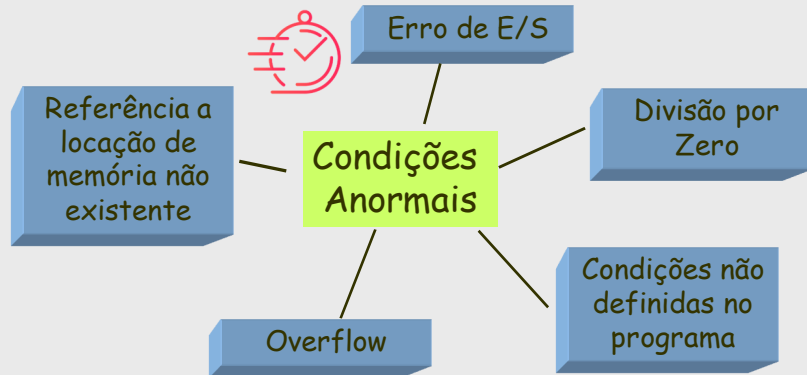 Erro de E/S
Referência a
locação de
memória não
existente
Condições
Anormais
Divisão por
Zero
Overflow
Condições não
definidas no
programa